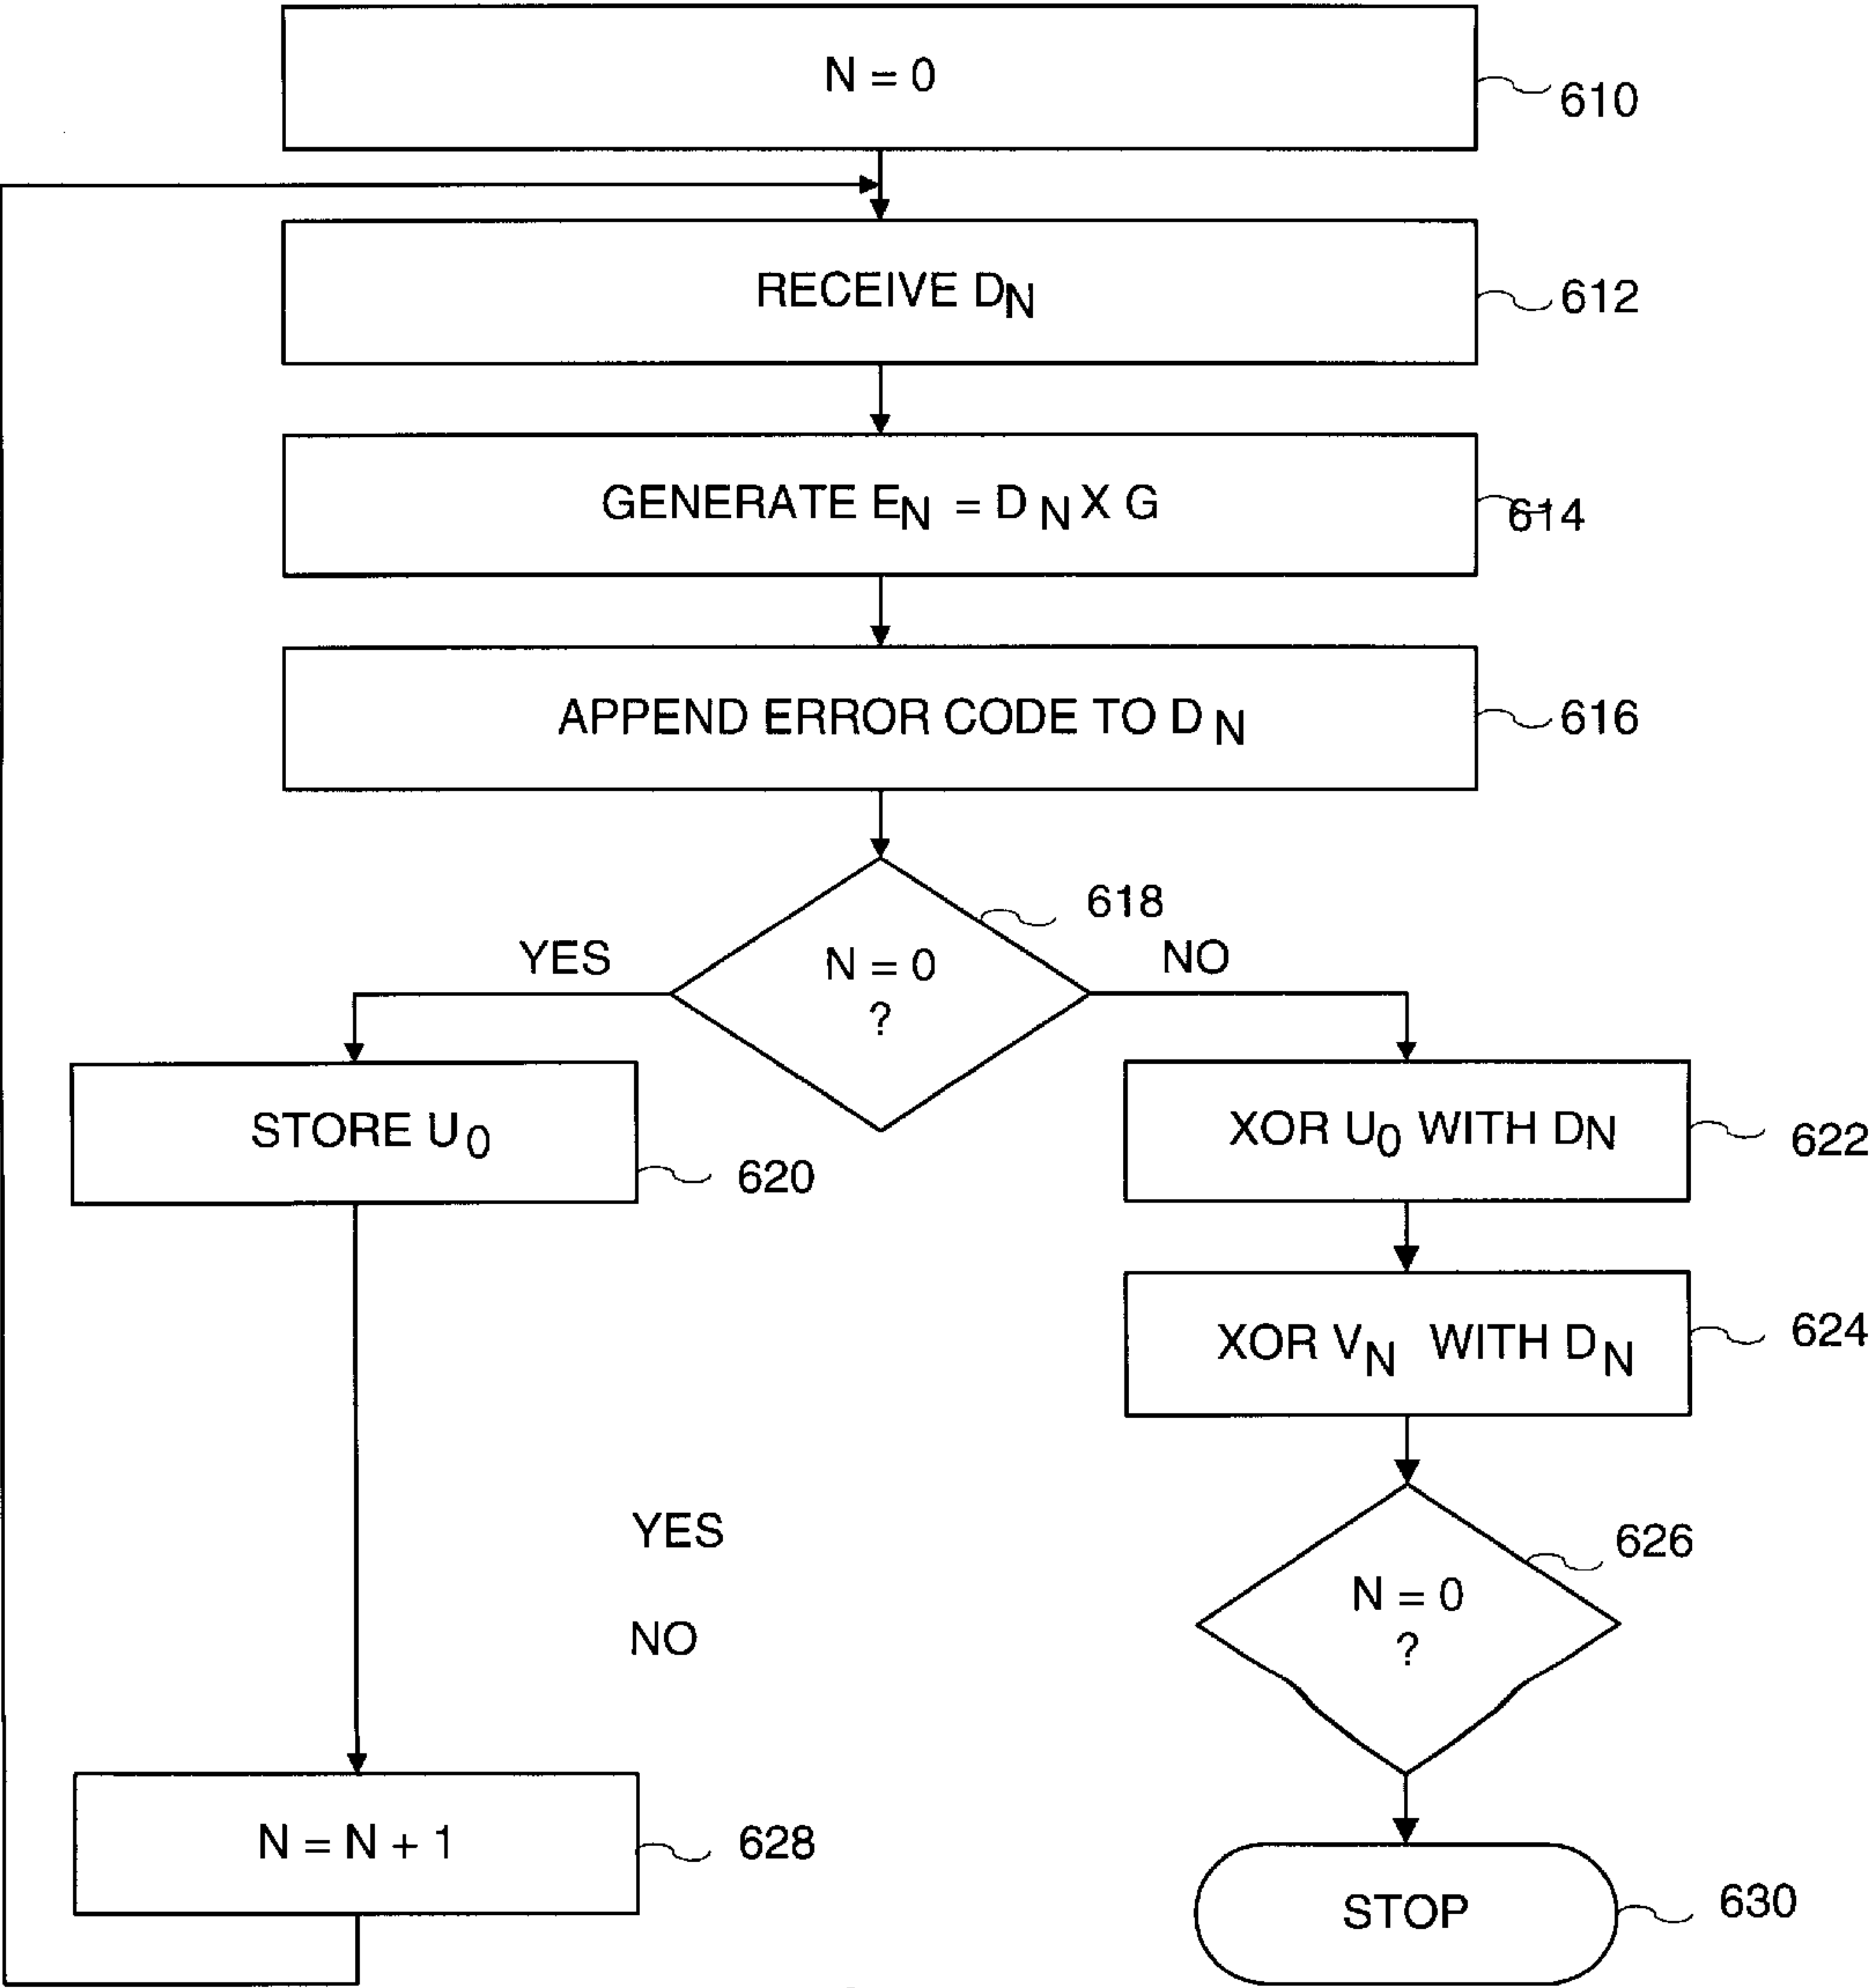 N = 0
610
RECEIVE DN
612
GENERATE EN = DN X G
614
APPEND ERROR CODE TO DN
616
618
YES
N = 0
?
NO
STORE U0
620
XOR U0 WITH DN
622
XOR VN WITH DN
624
YES
NO
626
N = 0
?
N = N + 1
628
STOP
630